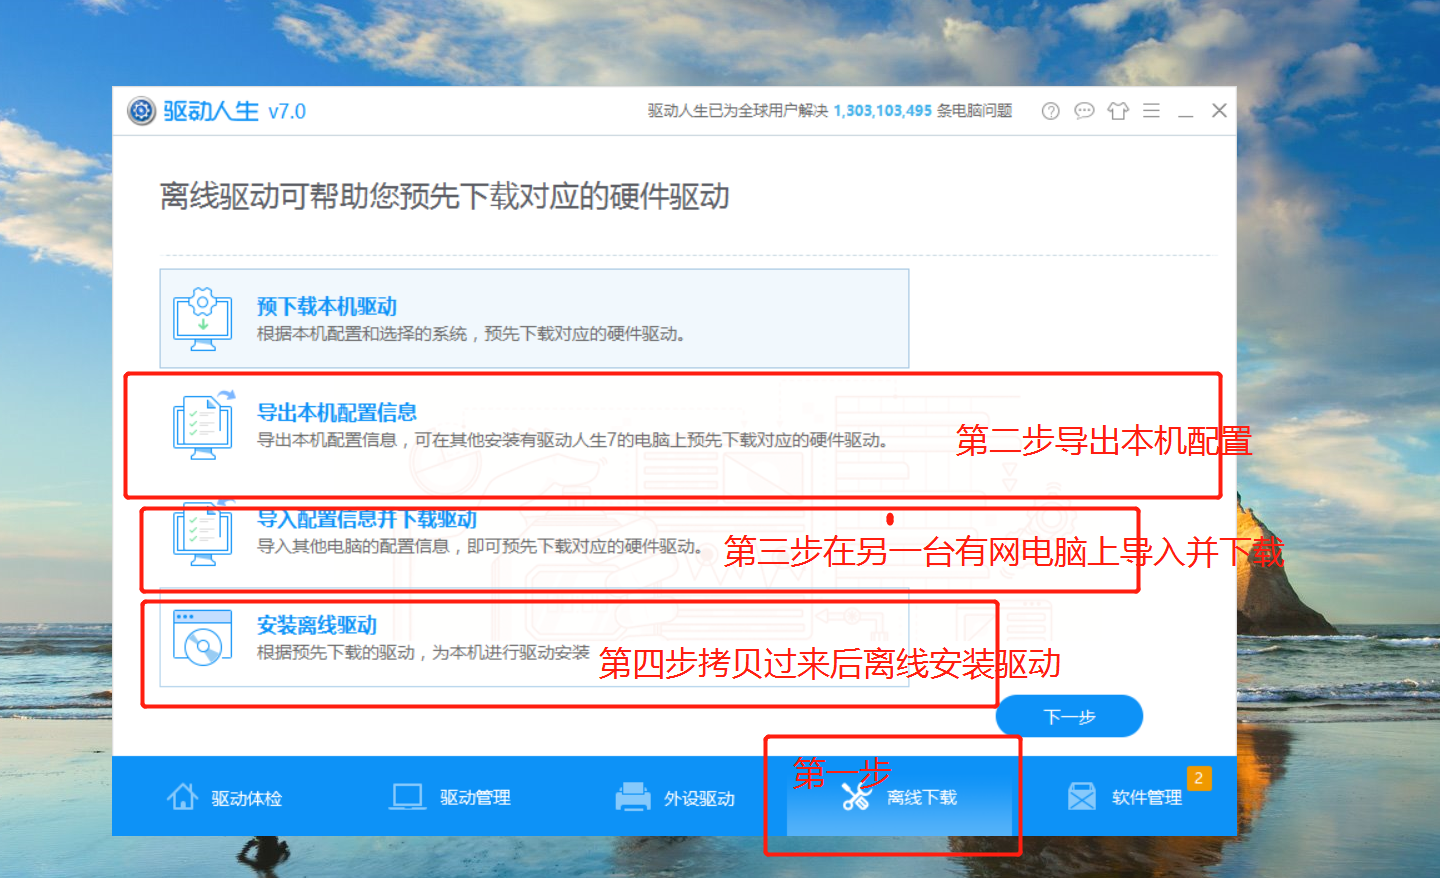 驱动人生 v7.0
驱动人生已为全球用户解决 1,303,103,495 条电脑问题
离线驱动可帮助您预先下载对应的硬件驱动
预下载本机驱动
根据本机配置和选择的系统，预先下载对应的硬件驱动。
导出本机配置信息
导出本机配置信息，可在其他安装有驱动人生7的电脑上预先下载对应的硬件驱动。
第二步导出本机配置
导入配置信息并下载驱动
导入其他电脑的配置信息，即可预先下载对应的硬件驱动。
第三步在另一台有网电脑上导入并下载
安装离线驱动
根据预先下载的驱动，为本机进行驱动安装
第四步拷贝过来后离线安装驱动
下一步
第一步
驱动体检
驱动管理
外设驱动
离线下载
软件管理
2